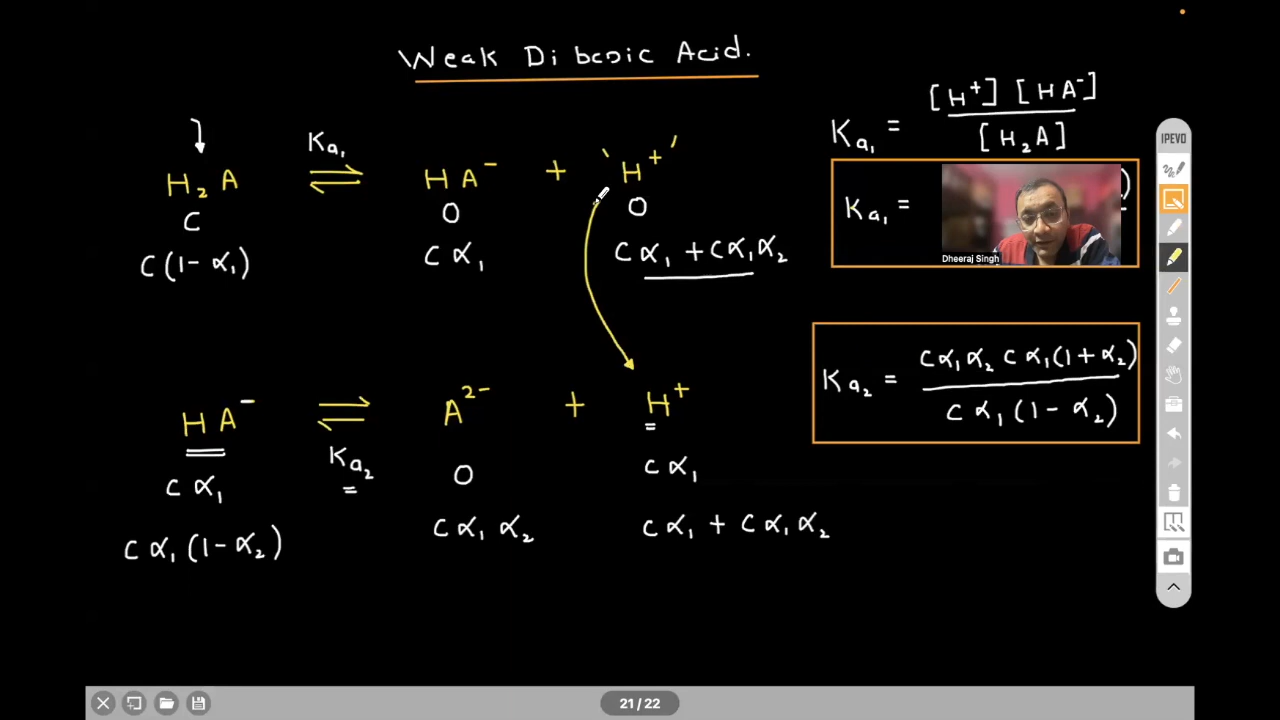 Weak Dibasic Acid.
H₂A ⇌ HA⁻ + 'H⁺'
Ka₁
C 0 0
C(1-α₁) Cα₁ Cα₁ + Cα₁α₂
HA⁻ ⇌ A²⁻ + H⁺
Ka₂
Cα₁ 0 Cα₁
Cα₁(1-α₂) Cα₁α₂ Cα₁ + Cα₁α₂
Ka₁ = [H⁺][HA⁻] / [H₂A]
Ka₁ =
Dheeraj Singh
Ka₂ = Cα₁α₂ Cα₁(1+α₂) / Cα₁(1-α₂)
IPEVO
21 / 22